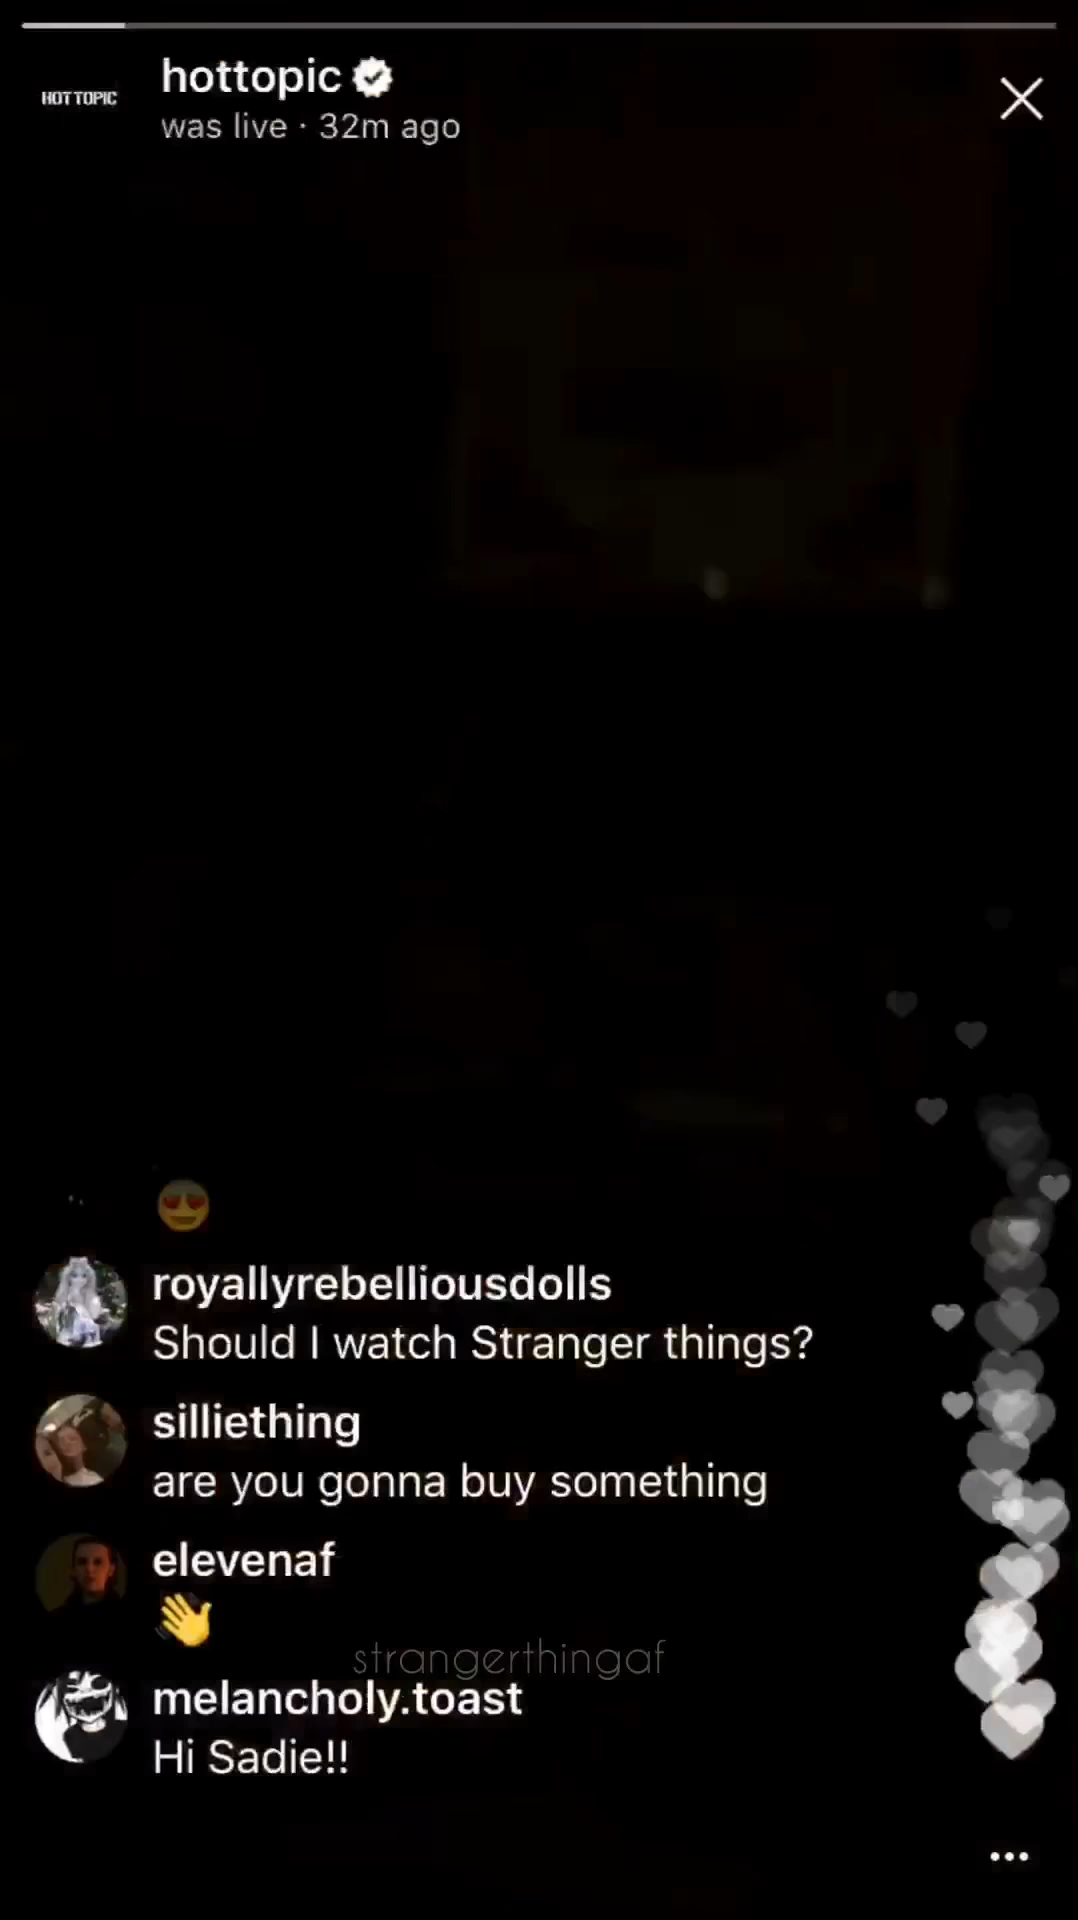 HOT TOPIC
hottopic
was live · 32m ago
😍
royallyrebelliousdolls
Should I watch Stranger things?
silliething
are you gonna buy something
elevenaf
👋
strangerthingaf
melancholy.toast
Hi Sadie!!